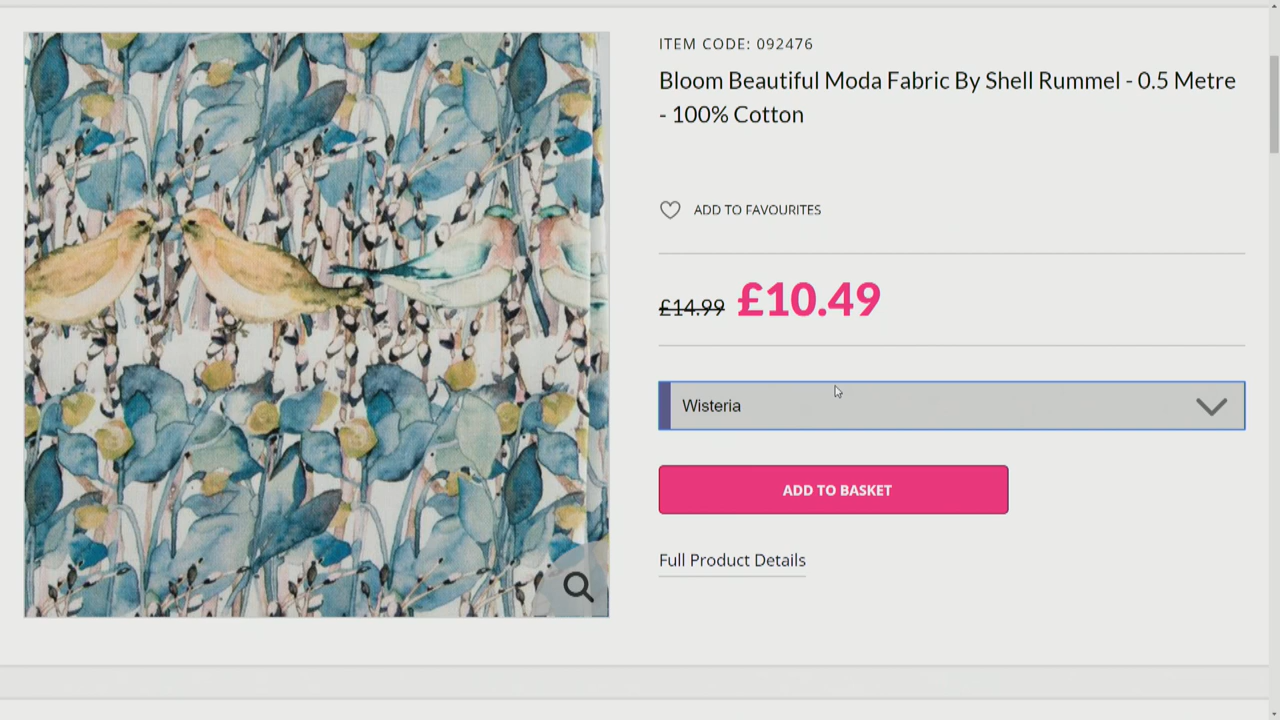 ITEM CODE: 092476
Bloom Beautiful Moda Fabric By Shell Rummel - 0.5 Metre
- 100% Cotton
ADD TO FAVOURITES
£14.99 £10.49
Wisteria
ADD TO BASKET
Full Product Details